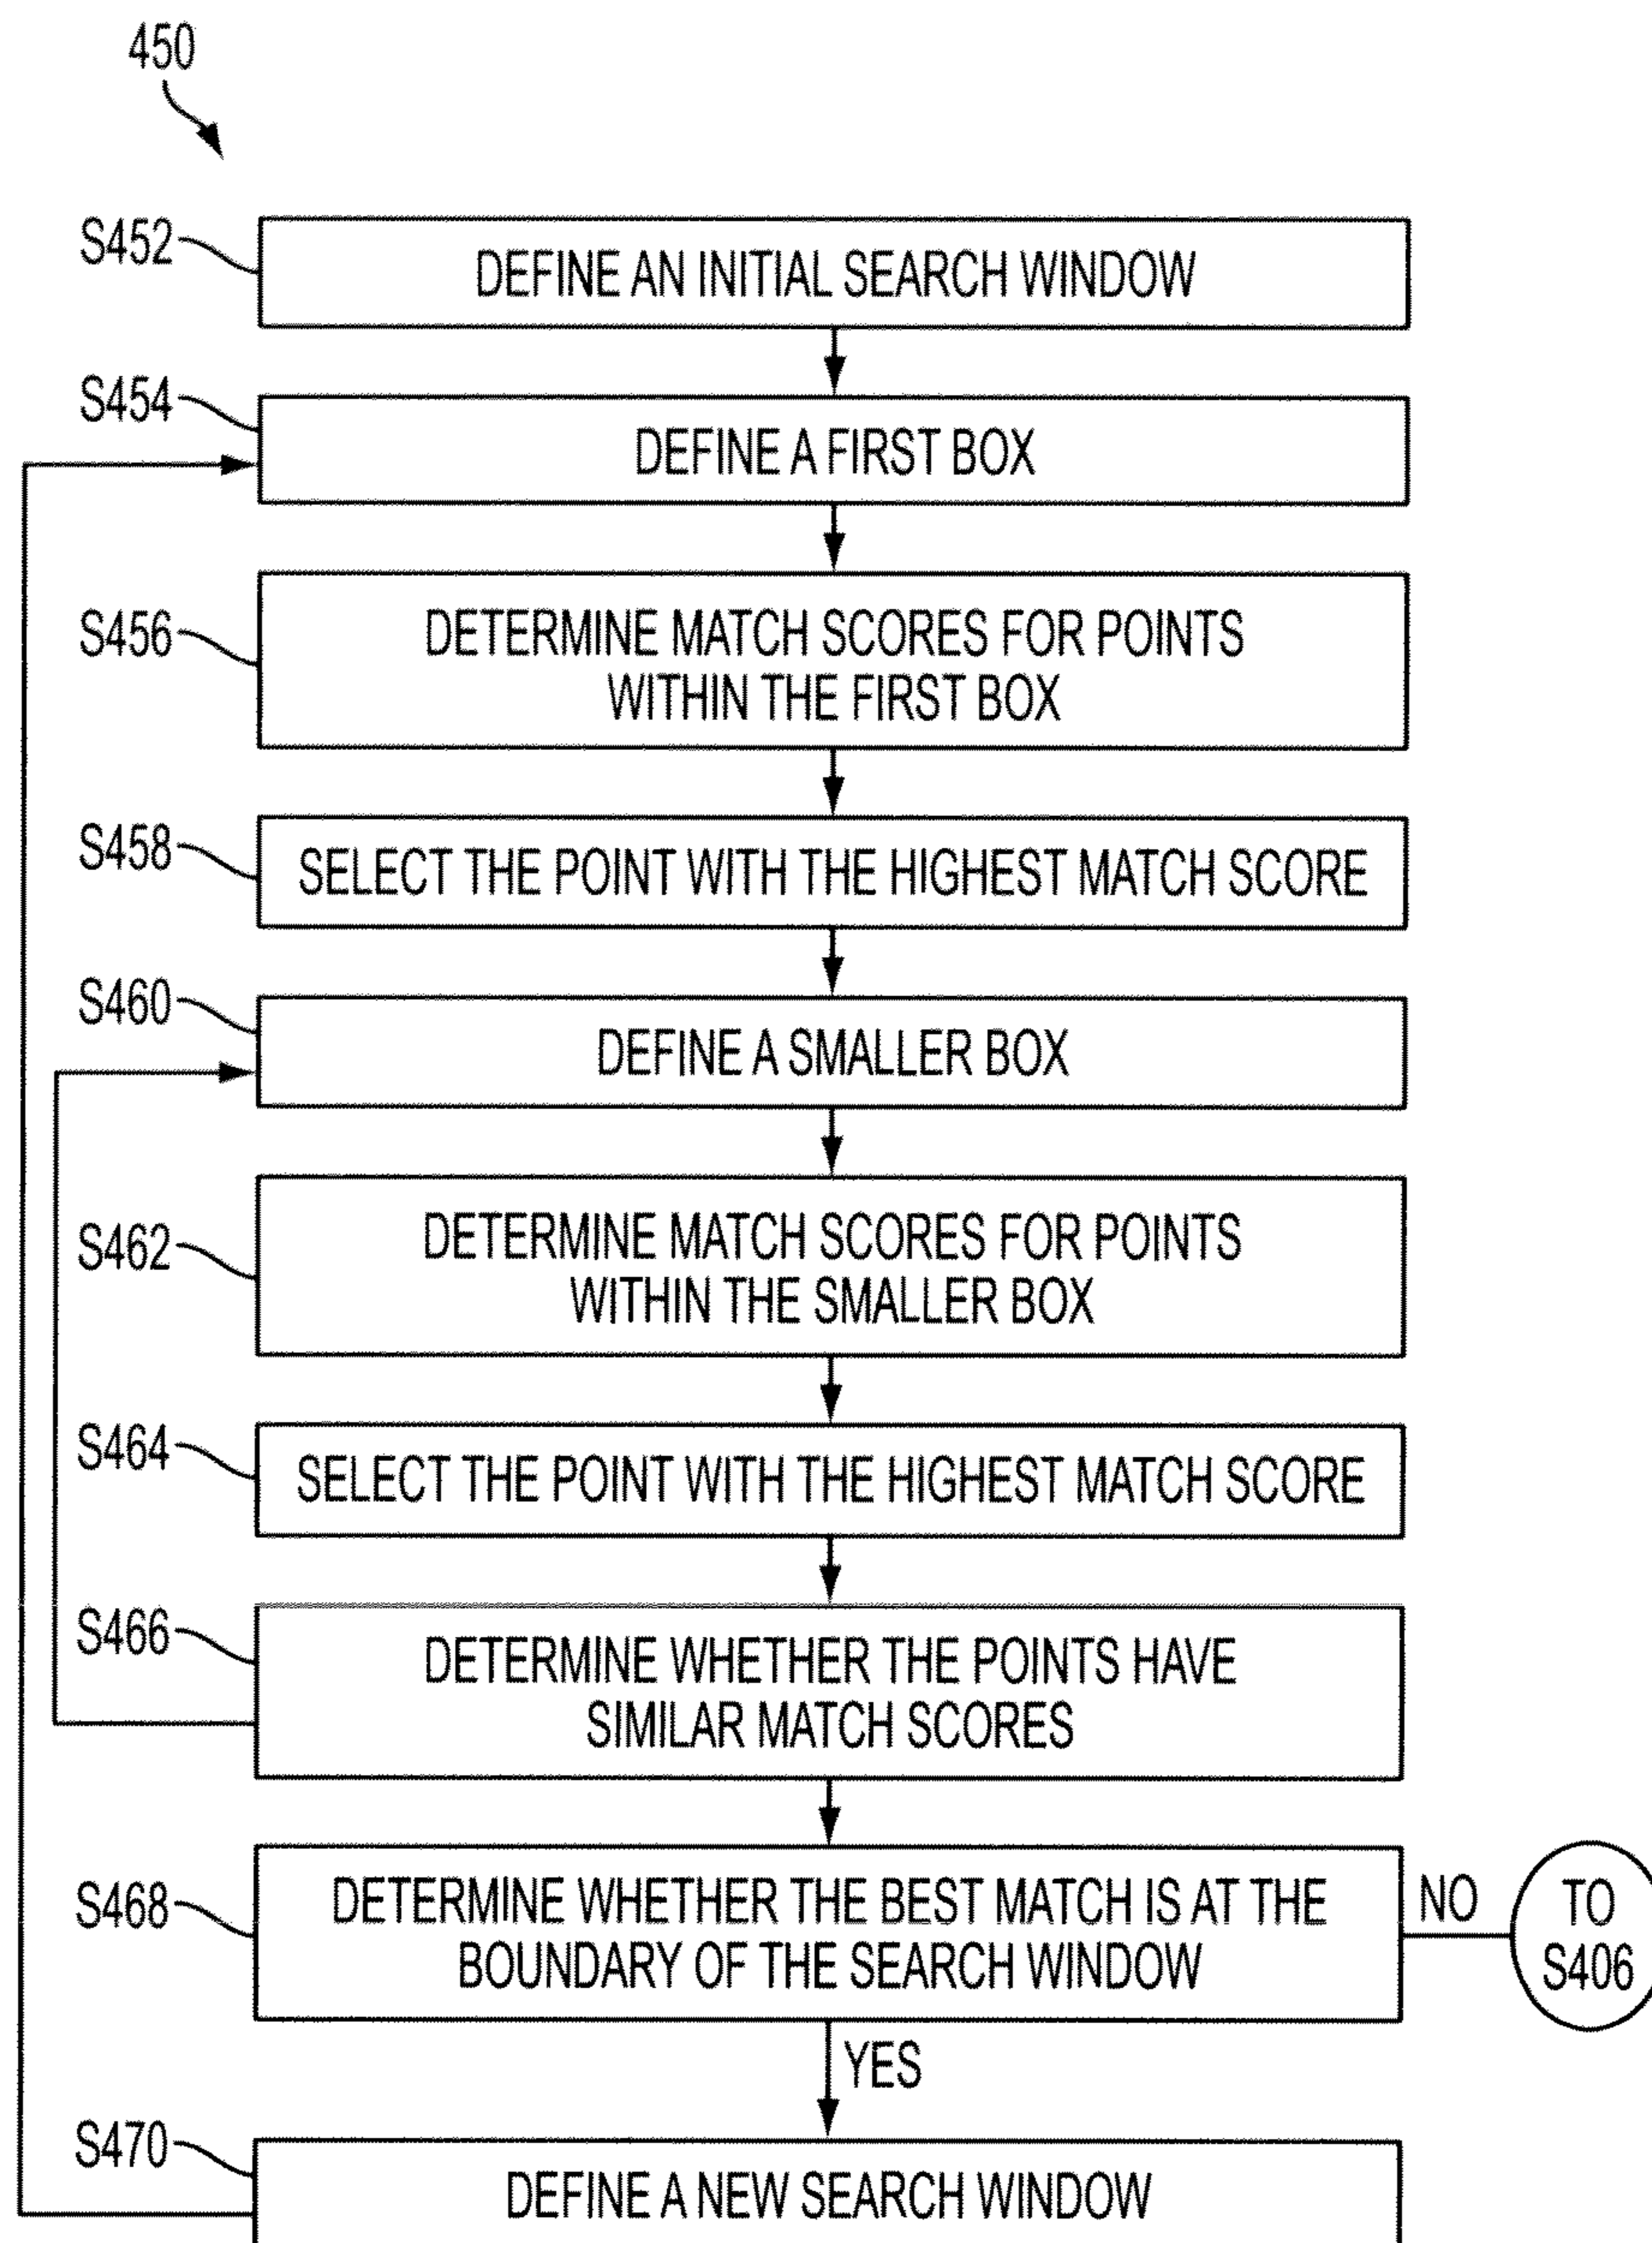 450
S452
DEFINE AN INITIAL SEARCH WINDOW
S454
DEFINE A FIRST BOX
S456
DETERMINE MATCH SCORES FOR POINTS
WITHIN THE FIRST BOX
S458
SELECT THE POINT WITH THE HIGHEST MATCH SCORE
S460
DEFINE A SMALLER BOX
S462
DETERMINE MATCH SCORES FOR POINTS
WITHIN THE SMALLER BOX
S464
SELECT THE POINT WITH THE HIGHEST MATCH SCORE
S466
DETERMINE WHETHER THE POINTS HAVE
SIMILAR MATCH SCORES
S468
DETERMINE WHETHER THE BEST MATCH IS AT THE
BOUNDARY OF THE SEARCH WINDOW
NO
TO
S406
YES
S470
DEFINE A NEW SEARCH WINDOW